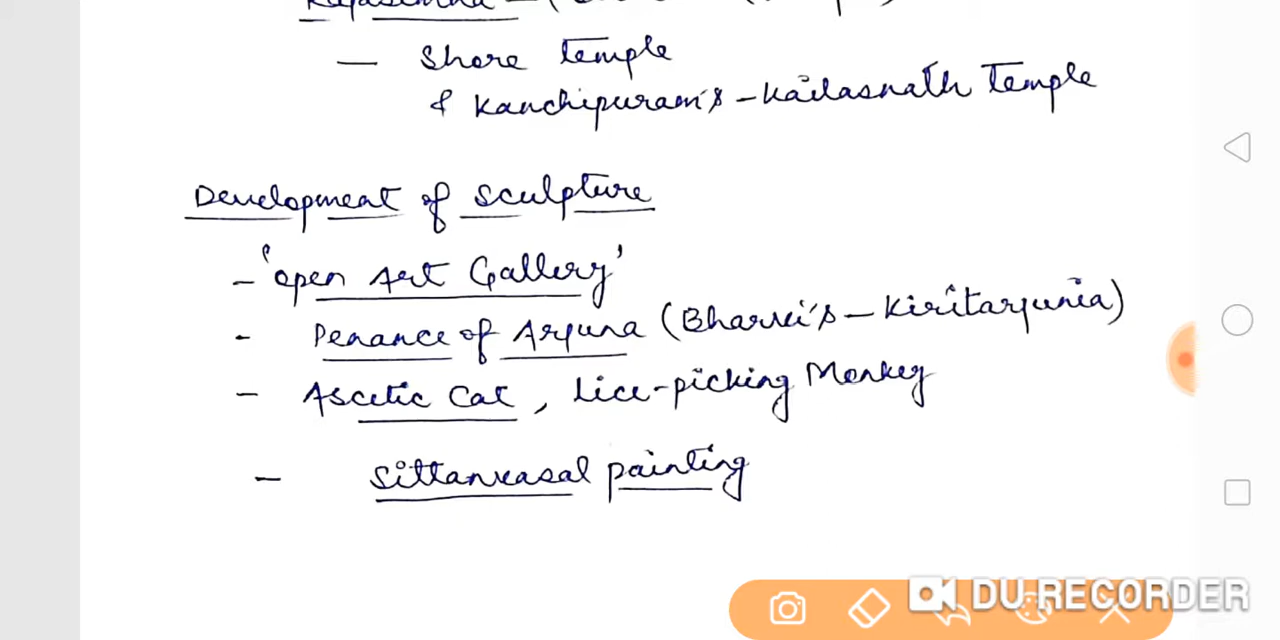 Rajasimha
— Shore temple
& Kanchipuram's – Kailasnath Temple
Development of Sculpture
– 'Open Art Gallery'
- Penance of Arjuna (Bharvi's – Kiritarjunia)
– Ascetic Cat, Lice-picking Monkey
– Sittanvasal painting
DU RECORDER